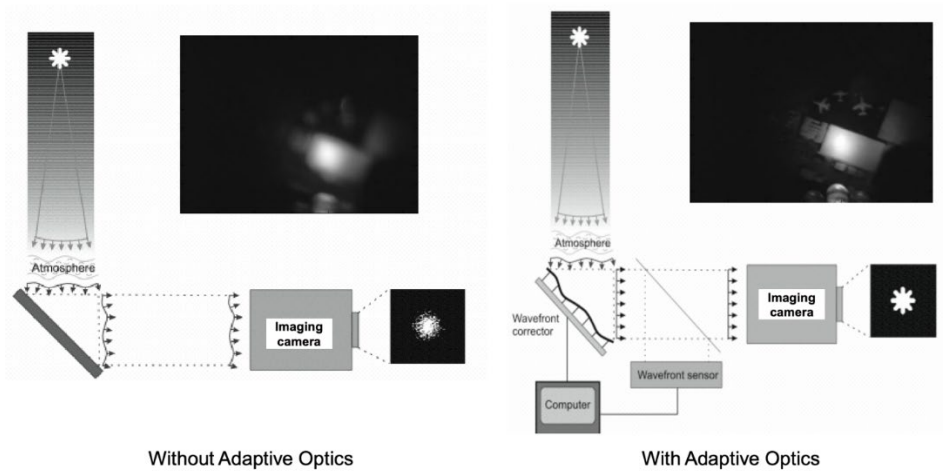 Atmosphere
Imaging
camera
Without Adaptive Optics
Atmosphere
Wavefront
corrector
Imaging
camera
Wavefront sensor
Computer
With Adaptive Optics